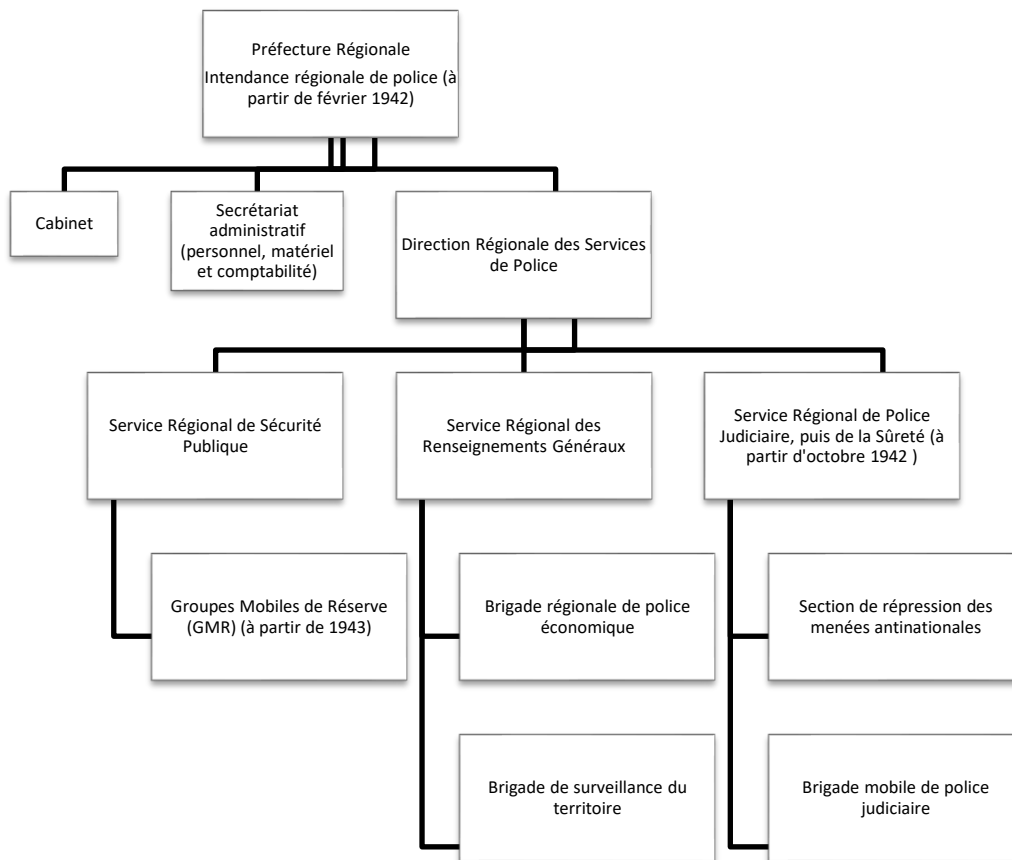 Préfecture Régionale
Intendance régionale de police (à
partir de février 1942)
Cabinet
Secrétariat
administratif
(personnel, matériel
et comptabilité)
Direction Régionale des Services
de Police
Service Régional de Sécurité
Publique
Service Régional des
Renseignements Généraux
Service Régional de Police
Judiciaire, puis de la Sûreté (à
partir d'octobre 1942 )
Groupes Mobiles de Réserve
(GMR) (à partir de 1943)
Brigade régionale de police
économique
Section de répression des
menées antinationales
Brigade de surveillance du
territoire
Brigade mobile de police
judiciaire